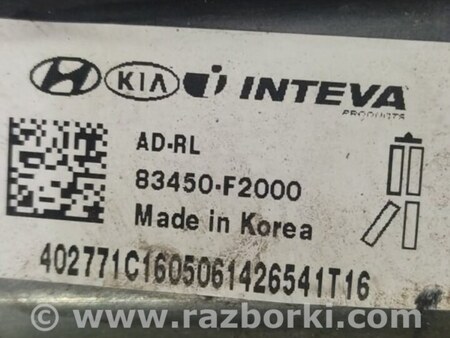 KIA INTEVA
PRODUCTS
AD-RL
83450-F2000
Made in Korea
402771C1605061426541T16
© www.razborki.com